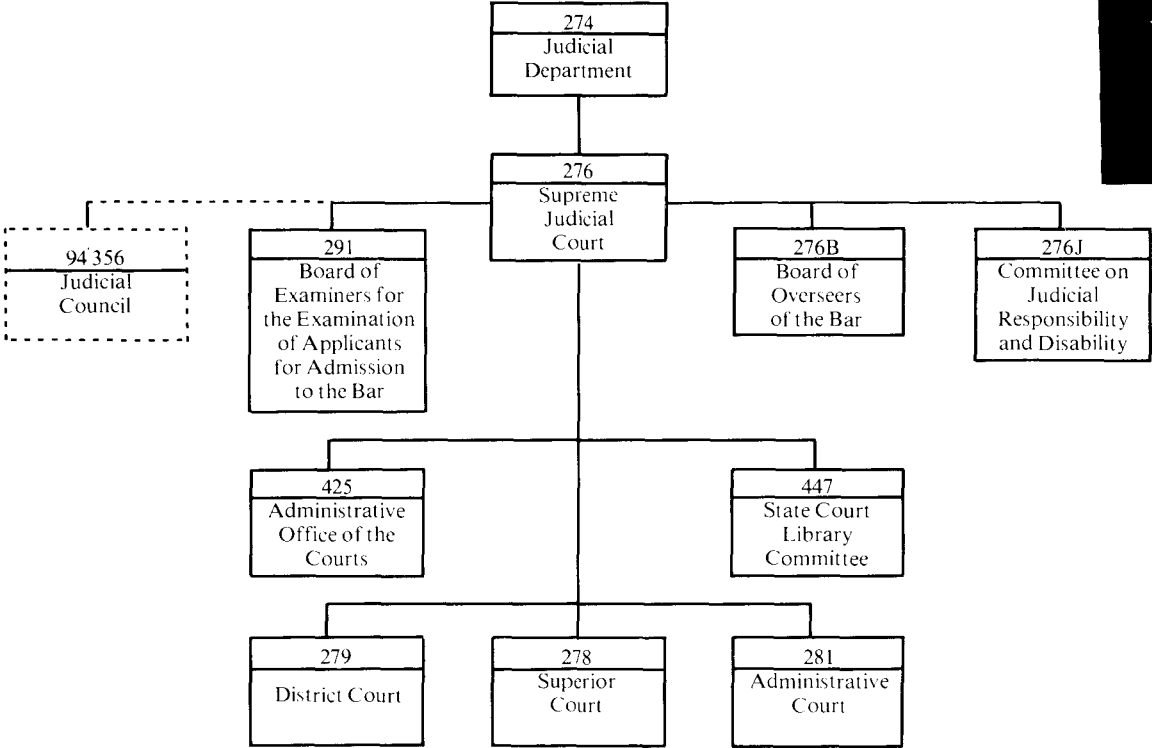 274
Judicial
Department
276
Supreme
Judicial
Court
94 356
Judicial
Council
291
Board of
Examiners for
the Examination
of Applicants
for Admission
to the Bar
276B
Board of
Overseers
of the Bar
276J
Committee on
Judicial
Responsibility
and Disability
425
Administrative
Office of the
Courts
447
State Court
Library
Committee
279
District Court
278
Superior
Court
281
Administrative
Court